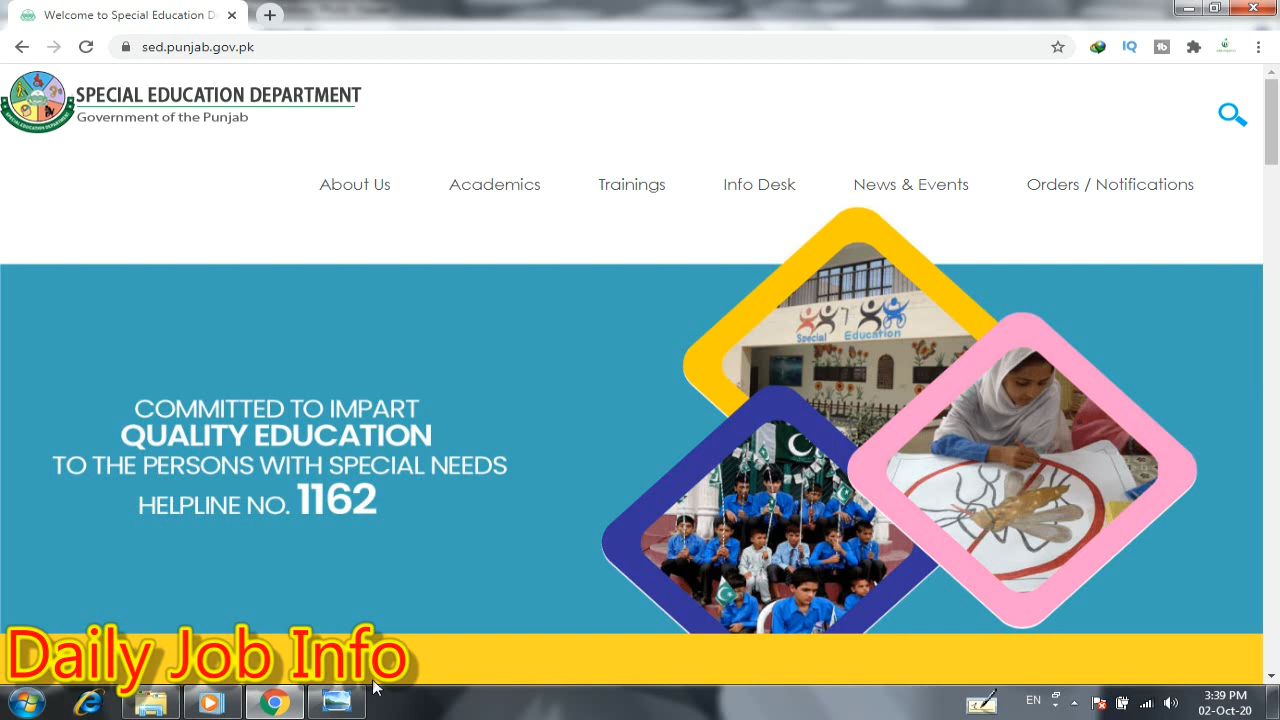 Welcome to Special Education De
sed.punjab.gov.pk
IQ
SPECIAL EDUCATION DEPARTMENT
Government of the Punjab
About Us
Academics
Trainings
Info Desk
News & Events
Orders / Notifications
Special Education
COMMITTED TO IMPART
QUALITY EDUCATION
TO THE PERSONS WITH SPECIAL NEEDS
HELPLINE NO. 1162
Daily Job Info
EN
3:39 PM
02-Oct-20